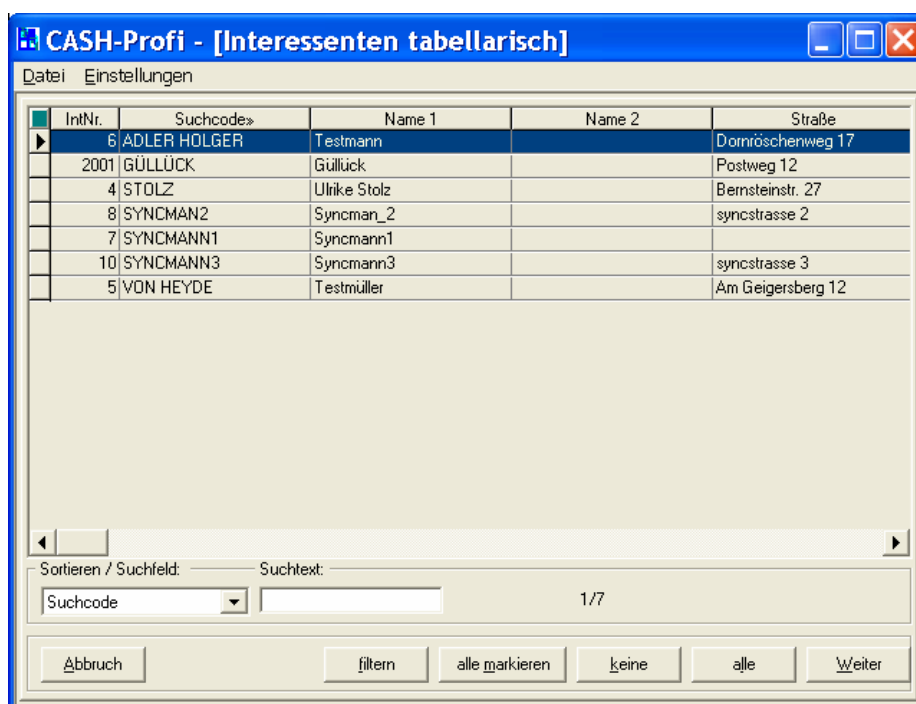 CASH-Profi - [Interessenten tabellarisch]
Datei Einstellungen
IntNr. Suchcode» Name 1 Name 2 Straße
6 ADLER HOLGER Testmann Dornröschenweg 17
2001 GÜLLÜCK Güllück Postweg 12
4 STOLZ Ulrike Stolz Bernsteinstr. 27
8 SYNCMAN2 Syncman_2 syncstrasse 2
7 SYNCMANN1 Syncmann1
10 SYNCMANN3 Syncmann3 syncstrasse 3
5 VON HEYDE Testmüller Am Geigersberg 12
Sortieren / Suchfeld: Suchtext:
Suchcode 1/7
Abbruch filtern alle markieren keine alle Weiter